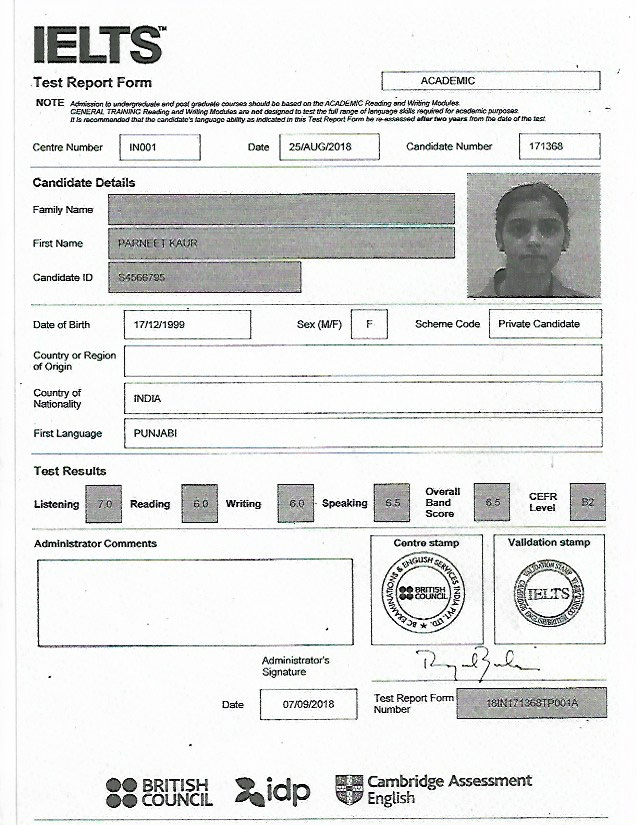 IELTS™
Test Report Form
ACADEMIC
NOTE Admission to undergraduate and post graduate courses should be based on the ACADEMIC Reading and Writing Modules.
GENERAL TRAINING Reading and Writing Modules are not designed to test the full range of language skills required for academic purposes.
It is recommended that the candidate's language ability as indicated in this Test Report Form be re-assessed after two years from the date of the test.
Centre Number IN001 Date 25/AUG/2018 Candidate Number 171368
Candidate Details
Family Name
First Name PARNEET KAUR
Candidate ID S4566795
Date of Birth 17/12/1999 Sex (M/F) F Scheme Code Private Candidate
Country or Region
of Origin
Country of
Nationality INDIA
First Language PUNJABI
Test Results
Listening 7.0 Reading 6.0 Writing 6.0 Speaking 6.5 Overall Band Score 6.5 CEFR Level B2
Administrator Comments
Centre stamp
Validation stamp
BC EXAMINATIONS & ENGLISH SERVICES INDIA PVT. LTD.
BRITISH
COUNCIL
VALIDATION STAMP
IELTS
Administrator's
Signature
Date 07/09/2018
Test Report Form
Number 18IN171368TP001A
BRITISH
COUNCIL
idp
Cambridge Assessment
English